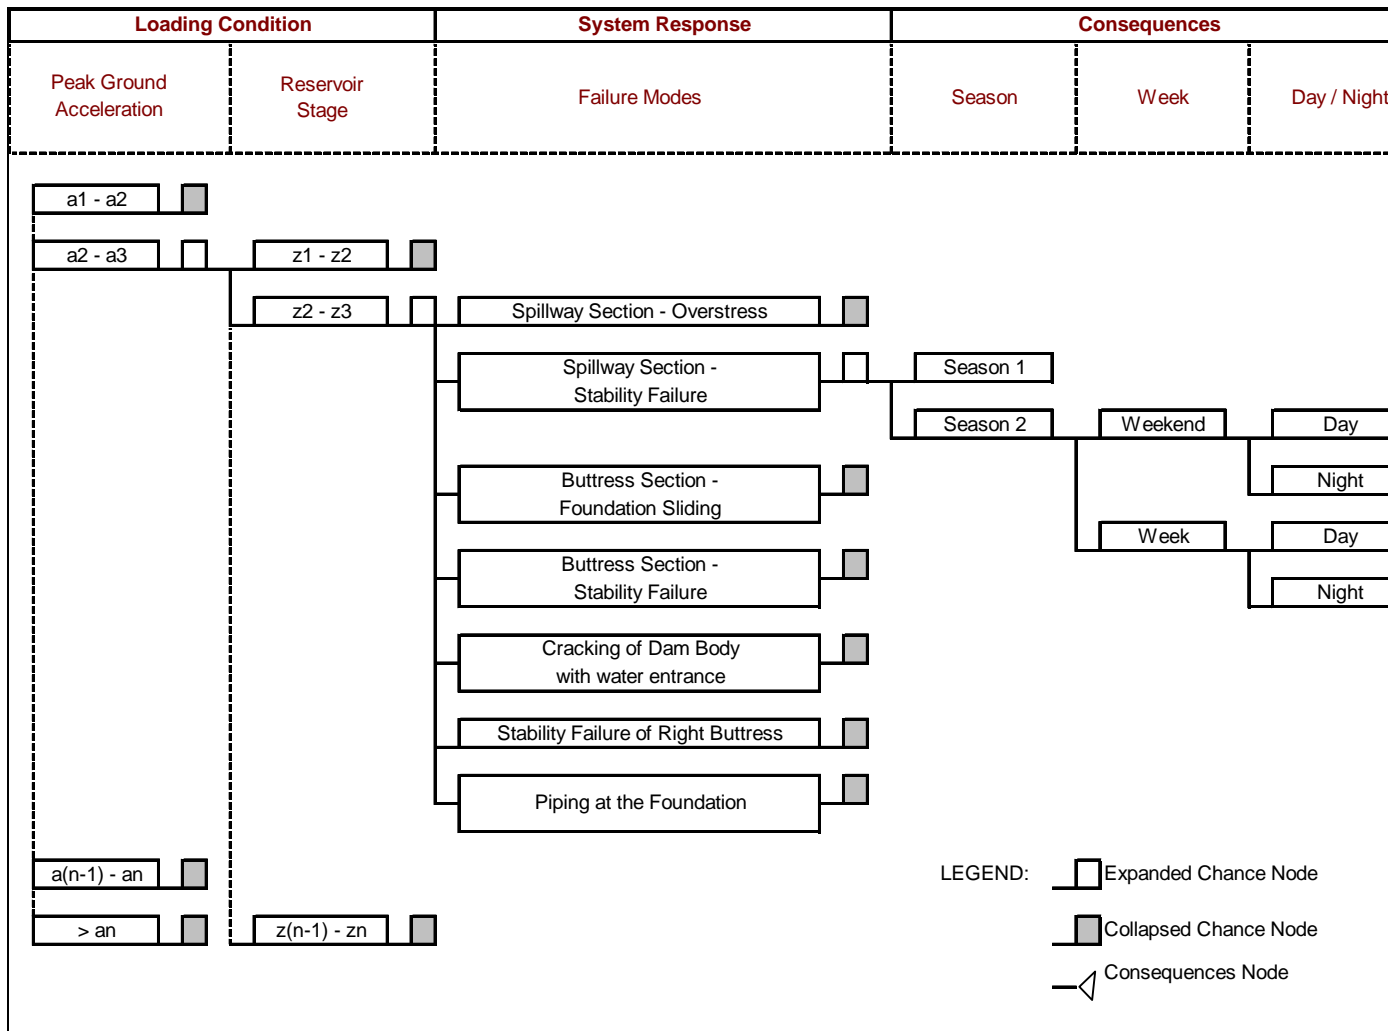 Loading Condition
System Response
Consequences
Peak Ground
Acceleration
Reservoir
Stage
Failure Modes
Season
Week
Day / Night
a1 - a2
a2 - a3
z1 - z2
z2 - z3
Spillway Section - Overstress
Spillway Section -
Stability Failure
Season 1
Season 2
Weekend
Day
Night
Buttress Section -
Foundation Sliding
Week
Day
Buttress Section -
Stability Failure
Night
Cracking of Dam Body
with water entrance
Stability Failure of Right Buttress
Piping at the Foundation
a(n-1) - an
> an
z(n-1) - zn
LEGEND:
Expanded Chance Node
Collapsed Chance Node
Consequences Node